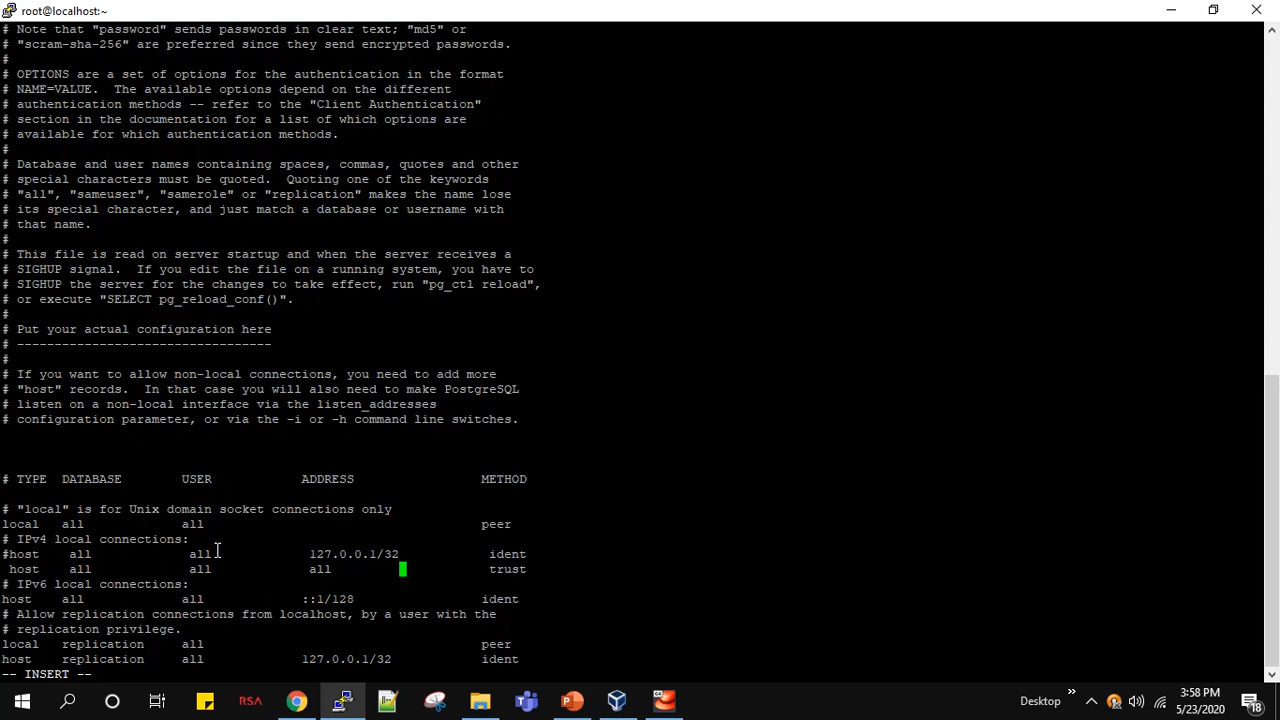 root@localhost:~
# Note that "password" sends passwords in clear text; "md5" or
# "scram-sha-256" are preferred since they send encrypted passwords.
#
# OPTIONS are a set of options for the authentication in the format
# NAME=VALUE.  The available options depend on the different
# authentication methods -- refer to the "Client Authentication"
# section in the documentation for a list of which options are
# available for which authentication methods.
#
# Database and user names containing spaces, commas, quotes and other
# special characters must be quoted.  Quoting one of the keywords
# "all", "sameuser", "samerole" or "replication" makes the name lose
# its special character, and just match a database or username with
# that name.
#
# This file is read on server startup and when the server receives a
# SIGHUP signal.  If you edit the file on a running system, you have to
# SIGHUP the server for the changes to take effect, run "pg_ctl reload",
# or execute "SELECT pg_reload_conf()".
#
# Put your actual configuration here
# ----------------------------------
#
# If you want to allow non-local connections, you need to add more
# "host" records.  In that case you will also need to make PostgreSQL
# listen on a non-local interface via the listen_addresses
# configuration parameter, or via the -i or -h command line switches.
# TYPE  DATABASE        USER            ADDRESS                 METHOD
# "local" is for Unix domain socket connections only
local   all             all                                     peer
# IPv4 local connections:
#host    all             all             127.0.0.1/32            ident
 host    all             all             all                     trust
# IPv6 local connections:
host    all             all             ::1/128                 ident
# Allow replication connections from localhost, by a user with the
# replication privilege.
local   replication     all                                     peer
host    replication     all             127.0.0.1/32            ident
-- INSERT --
RSA
Desktop
3:58 PM
5/23/2020
18